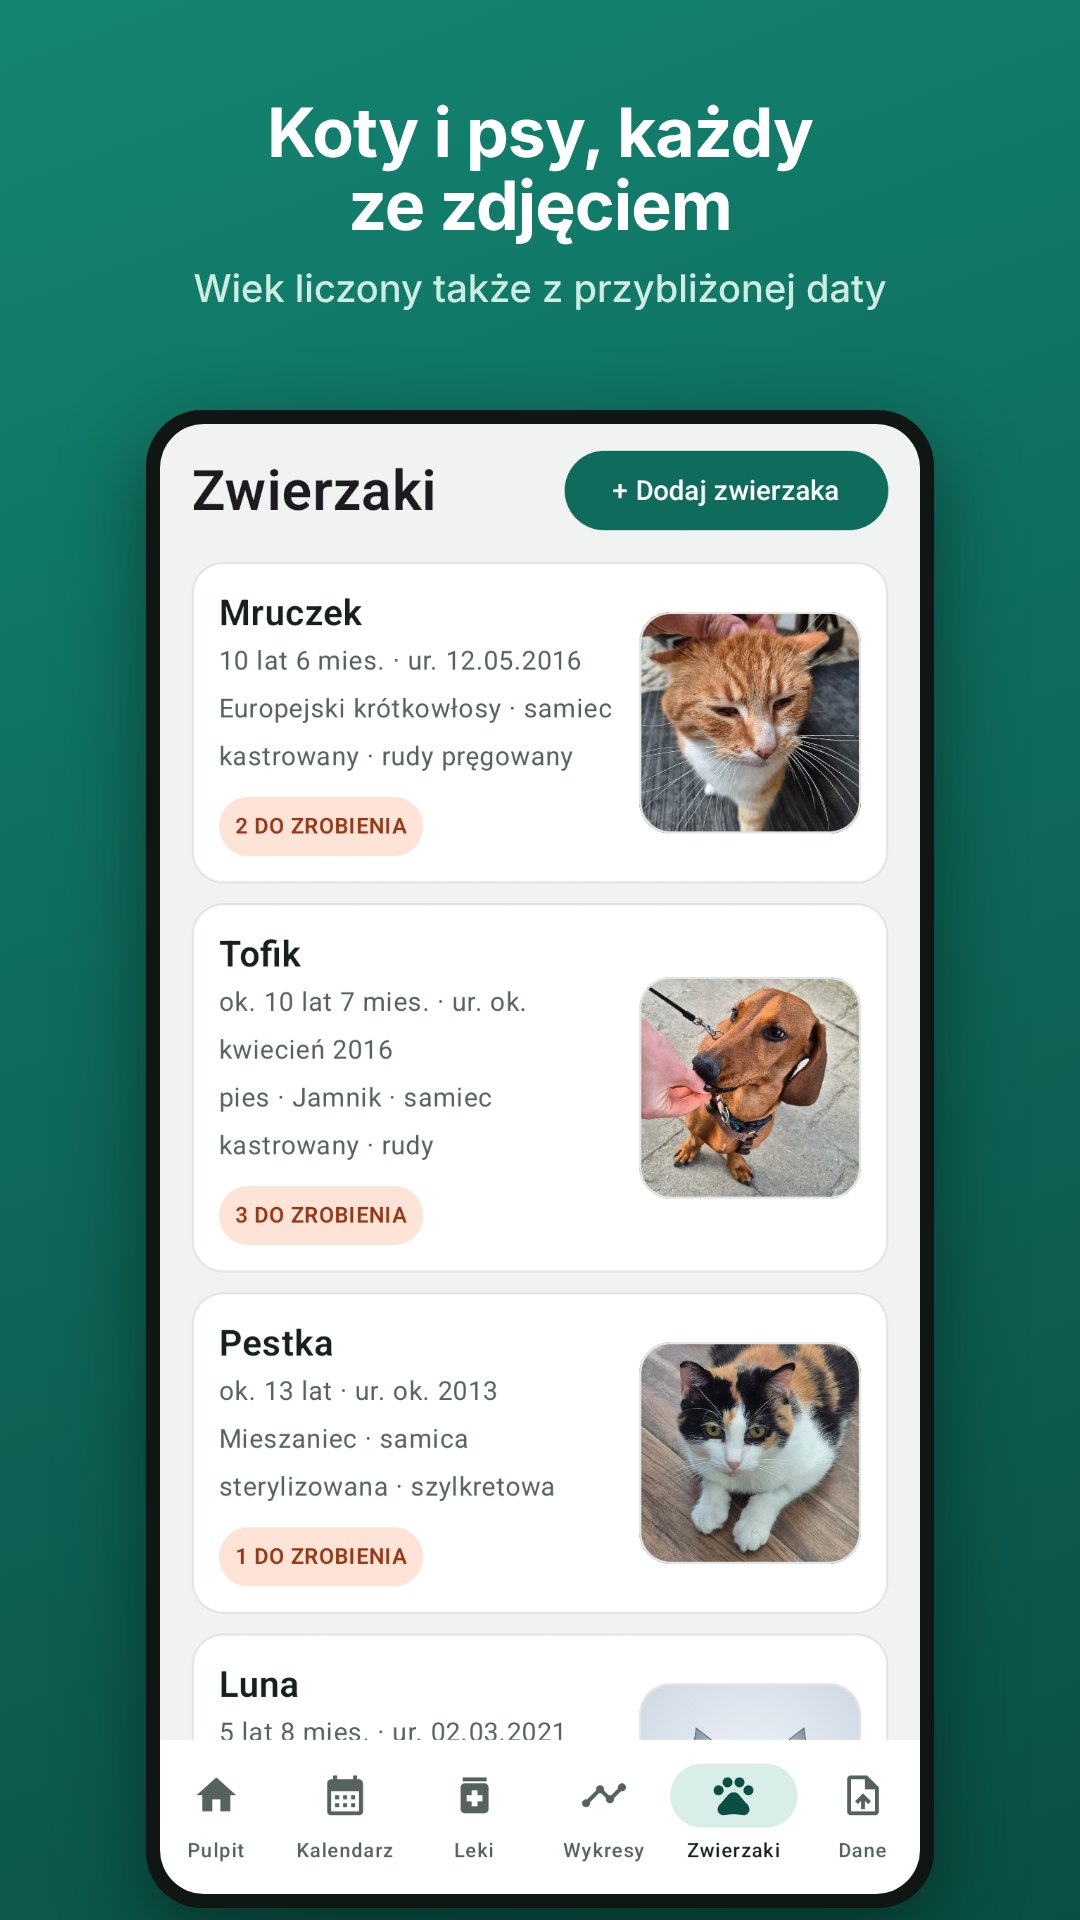 Koty i psy, każdy
ze zdjęciem
Wiek liczony także z przybliżonej daty
Zwierzaki
+ Dodaj zwierzaka
Mruczek
10 lat 6 mies. · ur. 12.05.2016
Europejski krótkowłosy · samiec
kastrowany · rudy pręgowany
2 DO ZROBIENIA
Tofik
ok. 10 lat 7 mies. · ur. ok.
kwiecień 2016
pies · Jamnik · samiec
kastrowany · rudy
3 DO ZROBIENIA
Pestka
ok. 13 lat · ur. ok. 2013
Mieszaniec · samica
sterylizowana · szylkretowa
1 DO ZROBIENIA
Luna
5 lat 8 mies. · ur. 02.03.2021
Pulpit
Kalendarz
Leki
Wykresy
Zwierzaki
Dane